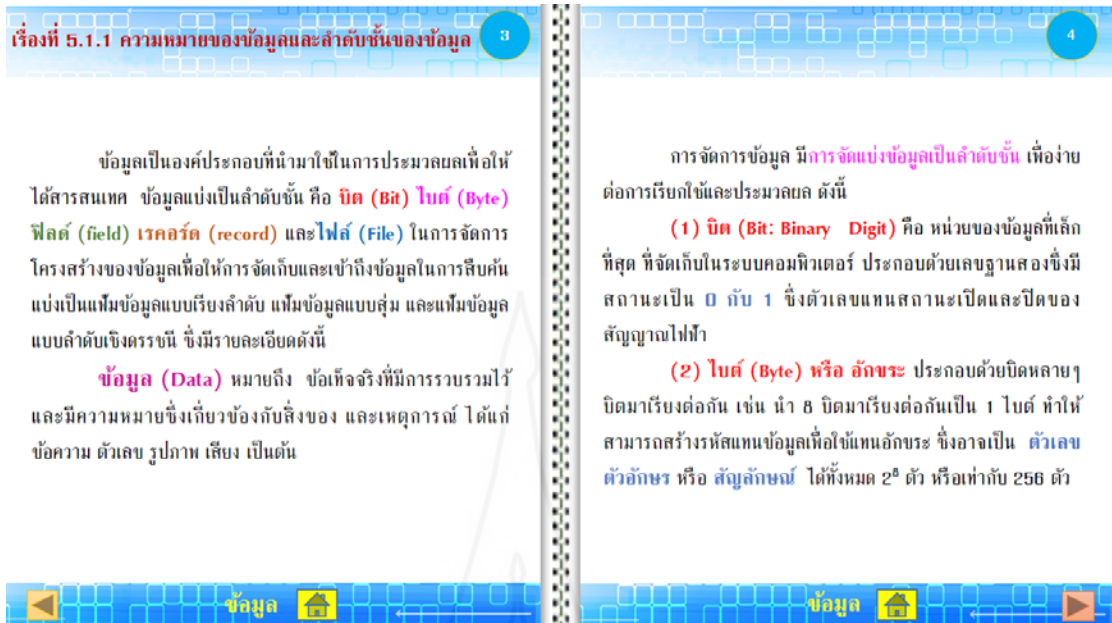 เรื่องที่ 5.1.1 ความหมายของข้อมูลและลำดับชั้นของข้อมูล
3
ข้อมูลเป็นองค์ประกอบที่นำมาใช้ในการประมวลผลเพื่อให้
ได้สารสนเทศ ข้อมูลแบ่งเป็นลำดับชั้น คือ บิต (Bit) ไบต์ (Byte)
ฟิลด์ (field) เรคอร์ด (record) และไฟล์ (File) ในการจัดการ
โครงสร้างของข้อมูลเพื่อให้การจัดเก็บและเข้าถึงข้อมูลในการสืบค้น
แบ่งเป็นแฟ้มข้อมูลแบบเรียงลำดับ แฟ้มข้อมูลแบบสุ่ม และแฟ้มข้อมูล
แบบลำดับเชิงดรรชนี ซึ่งมีรายละเอียดดังนี้
ข้อมูล (Data) หมายถึง ข้อเท็จจริงที่มีการรวบรวมไว้
และมีความหมายซึ่งเกี่ยวข้องกับสิ่งของ และเหตุการณ์ ได้แก่
ข้อความ ตัวเลข รูปภาพ เสียง เป็นต้น
ข้อมูล
4
การจัดการข้อมูล มีการจัดแบ่งข้อมูลเป็นลำดับชั้น เพื่อง่าย
ต่อการเรียกใช้และประมวลผล ดังนี้
(1) บิต (Bit: Binary Digit) คือ หน่วยของข้อมูลที่เล็ก
ที่สุด ที่จัดเก็บในระบบคอมพิวเตอร์ ประกอบด้วยเลขฐานสองซึ่งมี
สถานะเป็น 0 กับ 1 ซึ่งตัวเลขแทนสถานะเปิดและปิดของ
สัญญาณไฟฟ้า
(2) ไบต์ (Byte) หรือ อักขระ ประกอบด้วยบิตหลายๆ
บิตมาเรียงต่อกัน เช่น นำ 8 บิตมาเรียงต่อกันเป็น 1 ไบต์ ทำให้
สามารถสร้างรหัสแทนข้อมูลเพื่อใช้แทนอักขระ ซึ่งอาจเป็น ตัวเลข
ตัวอักษร หรือ สัญลักษณ์ ได้ทั้งหมด 2⁸ ตัว หรือเท่ากับ 256 ตัว
ข้อมูล